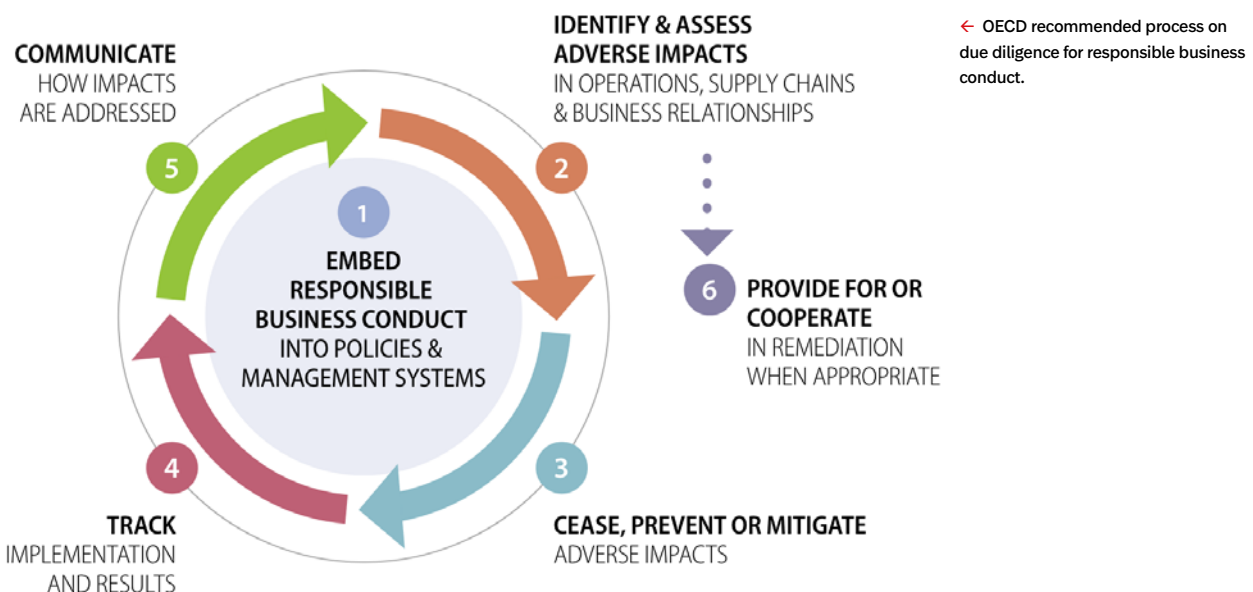 ← OECD recommended process on
due diligence for responsible business
conduct.
1
EMBED
RESPONSIBLE
BUSINESS CONDUCT
INTO POLICIES &
MANAGEMENT SYSTEMS
2
IDENTIFY & ASSESS
ADVERSE IMPACTS
IN OPERATIONS, SUPPLY CHAINS
& BUSINESS RELATIONSHIPS
3
CEASE, PREVENT OR MITIGATE
ADVERSE IMPACTS
4
TRACK
IMPLEMENTATION
AND RESULTS
5
COMMUNICATE
HOW IMPACTS
ARE ADDRESSED
6
PROVIDE FOR OR
COOPERATE
IN REMEDIATION
WHEN APPROPRIATE